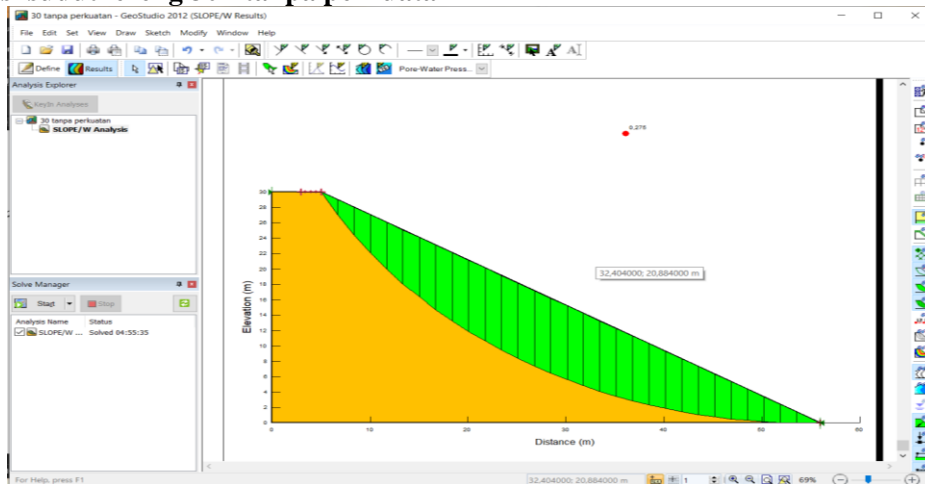 30 tanpa perkuatan - GeoStudio 2012 (SLOPE/W Results)
File Edit Set View Draw Sketch Modify Window Help
Define Results Pore-Water Press...
Analysis Explorer
KeyIn Analyses
30 tanpa perkuatan
SLOPE/W Analysis
Solve Manager
Start Stop
Analysis Name Status
SLOPE/W ... Solved 04:55:35
0,275
30
28
26
24
22
20
18
16
14
12
10
8
6
4
2
0
Elevation (m)
32,404000; 20,884000 m
0 10 20 30 40 50 60
Distance (m)
For Help, press F1
32,404000; 20,884000 m 1 69%